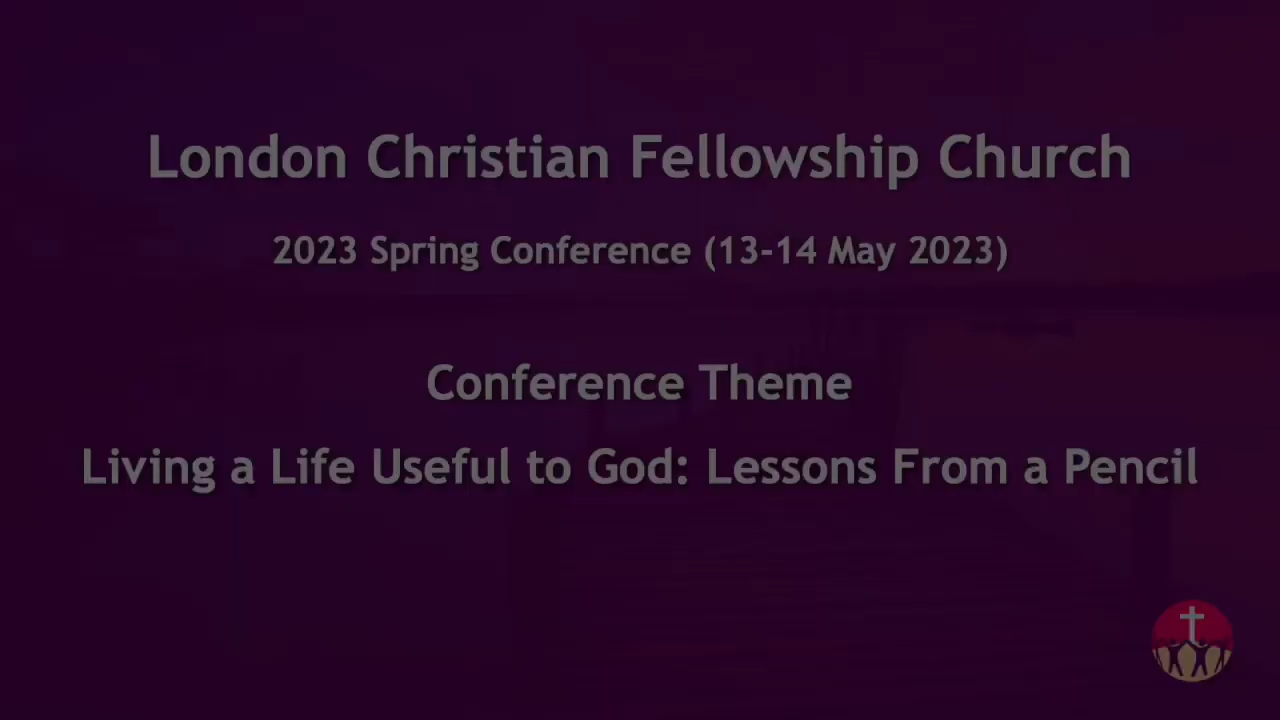 London Christian Fellowship Church
2023 Spring Conference (13-14 May 2023)
Conference Theme
Living a Life Useful to God: Lessons From a Pencil